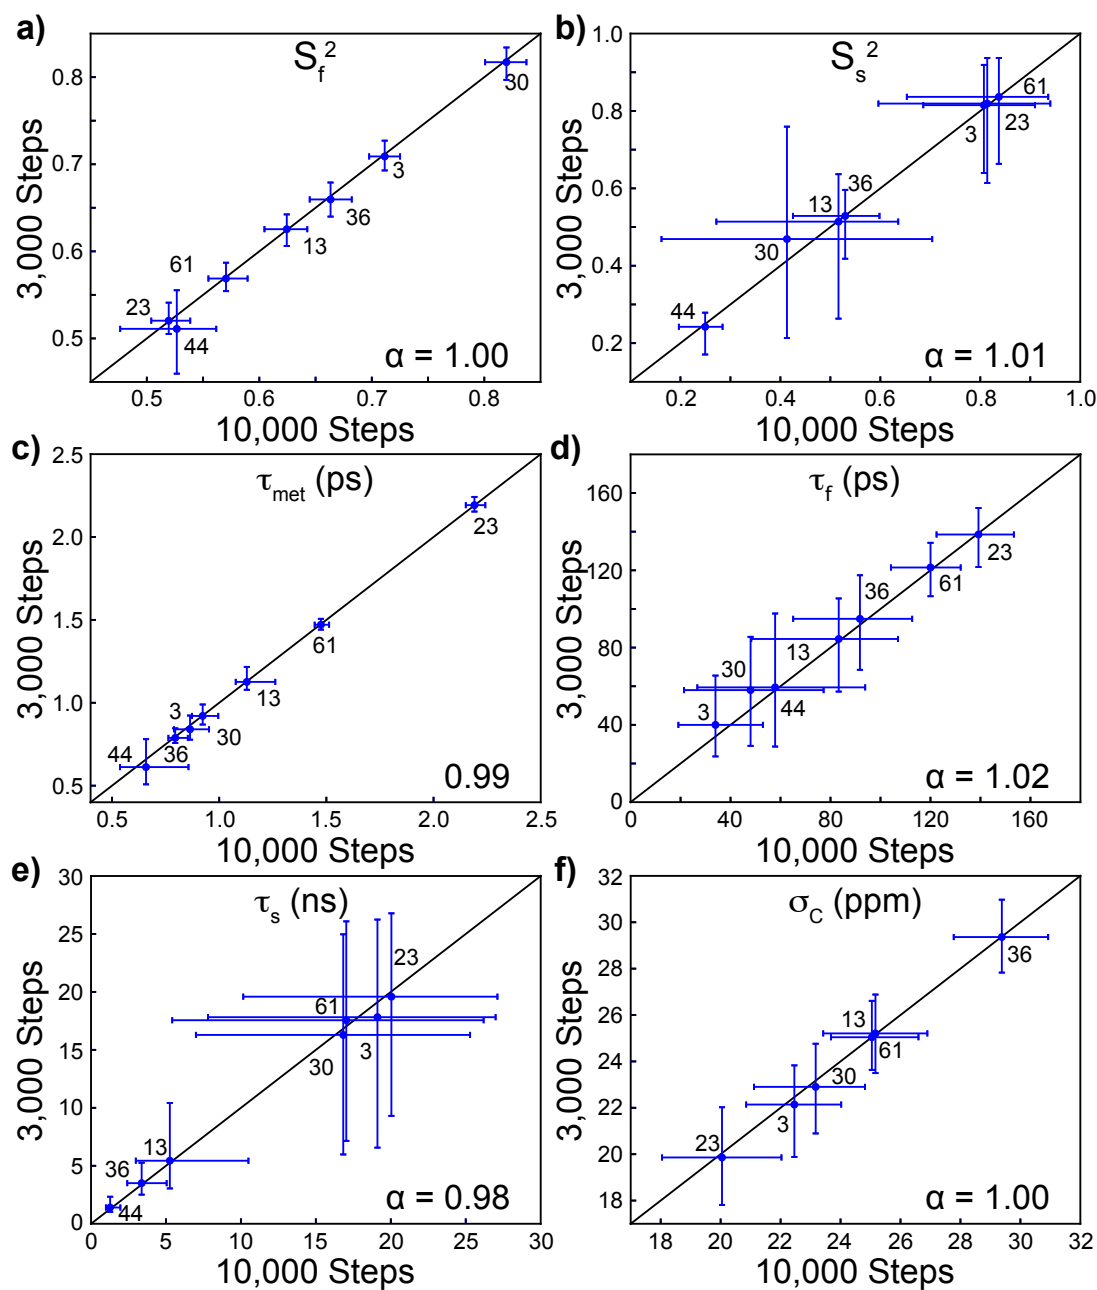 a)
S_f^2
0.8
0.7
0.6
0.5
3,000 Steps
30
3
36
13
61
23
44
α = 1.00
0.5 0.6 0.7 0.8
10,000 Steps
b)
S_s^2
1.0
0.8
0.6
0.4
0.2
3,000 Steps
61
3 23
36
13
30
44
α = 1.01
0.2 0.4 0.6 0.8 1.0
10,000 Steps
c)
τ_met (ps)
2.5
2.0
1.5
1.0
0.5
3,000 Steps
23
61
13
3
30
44 36
0.99
0.5 1.0 1.5 2.0 2.5
10,000 Steps
d)
τ_f (ps)
160
120
80
40
0
3,000 Steps
23
61
36
13
30
44
3
α = 1.02
0 40 80 120 160
10,000 Steps
e)
τ_s (ns)
30
25
20
15
10
5
0
3,000 Steps
23
61
30 3
13
36
44
α = 0.98
0 5 10 15 20 25 30
10,000 Steps
f)
σ_C (ppm)
32
30
28
26
24
22
20
18
3,000 Steps
36
13
61
30
3
23
α = 1.00
18 20 22 24 26 28 30 32
10,000 Steps